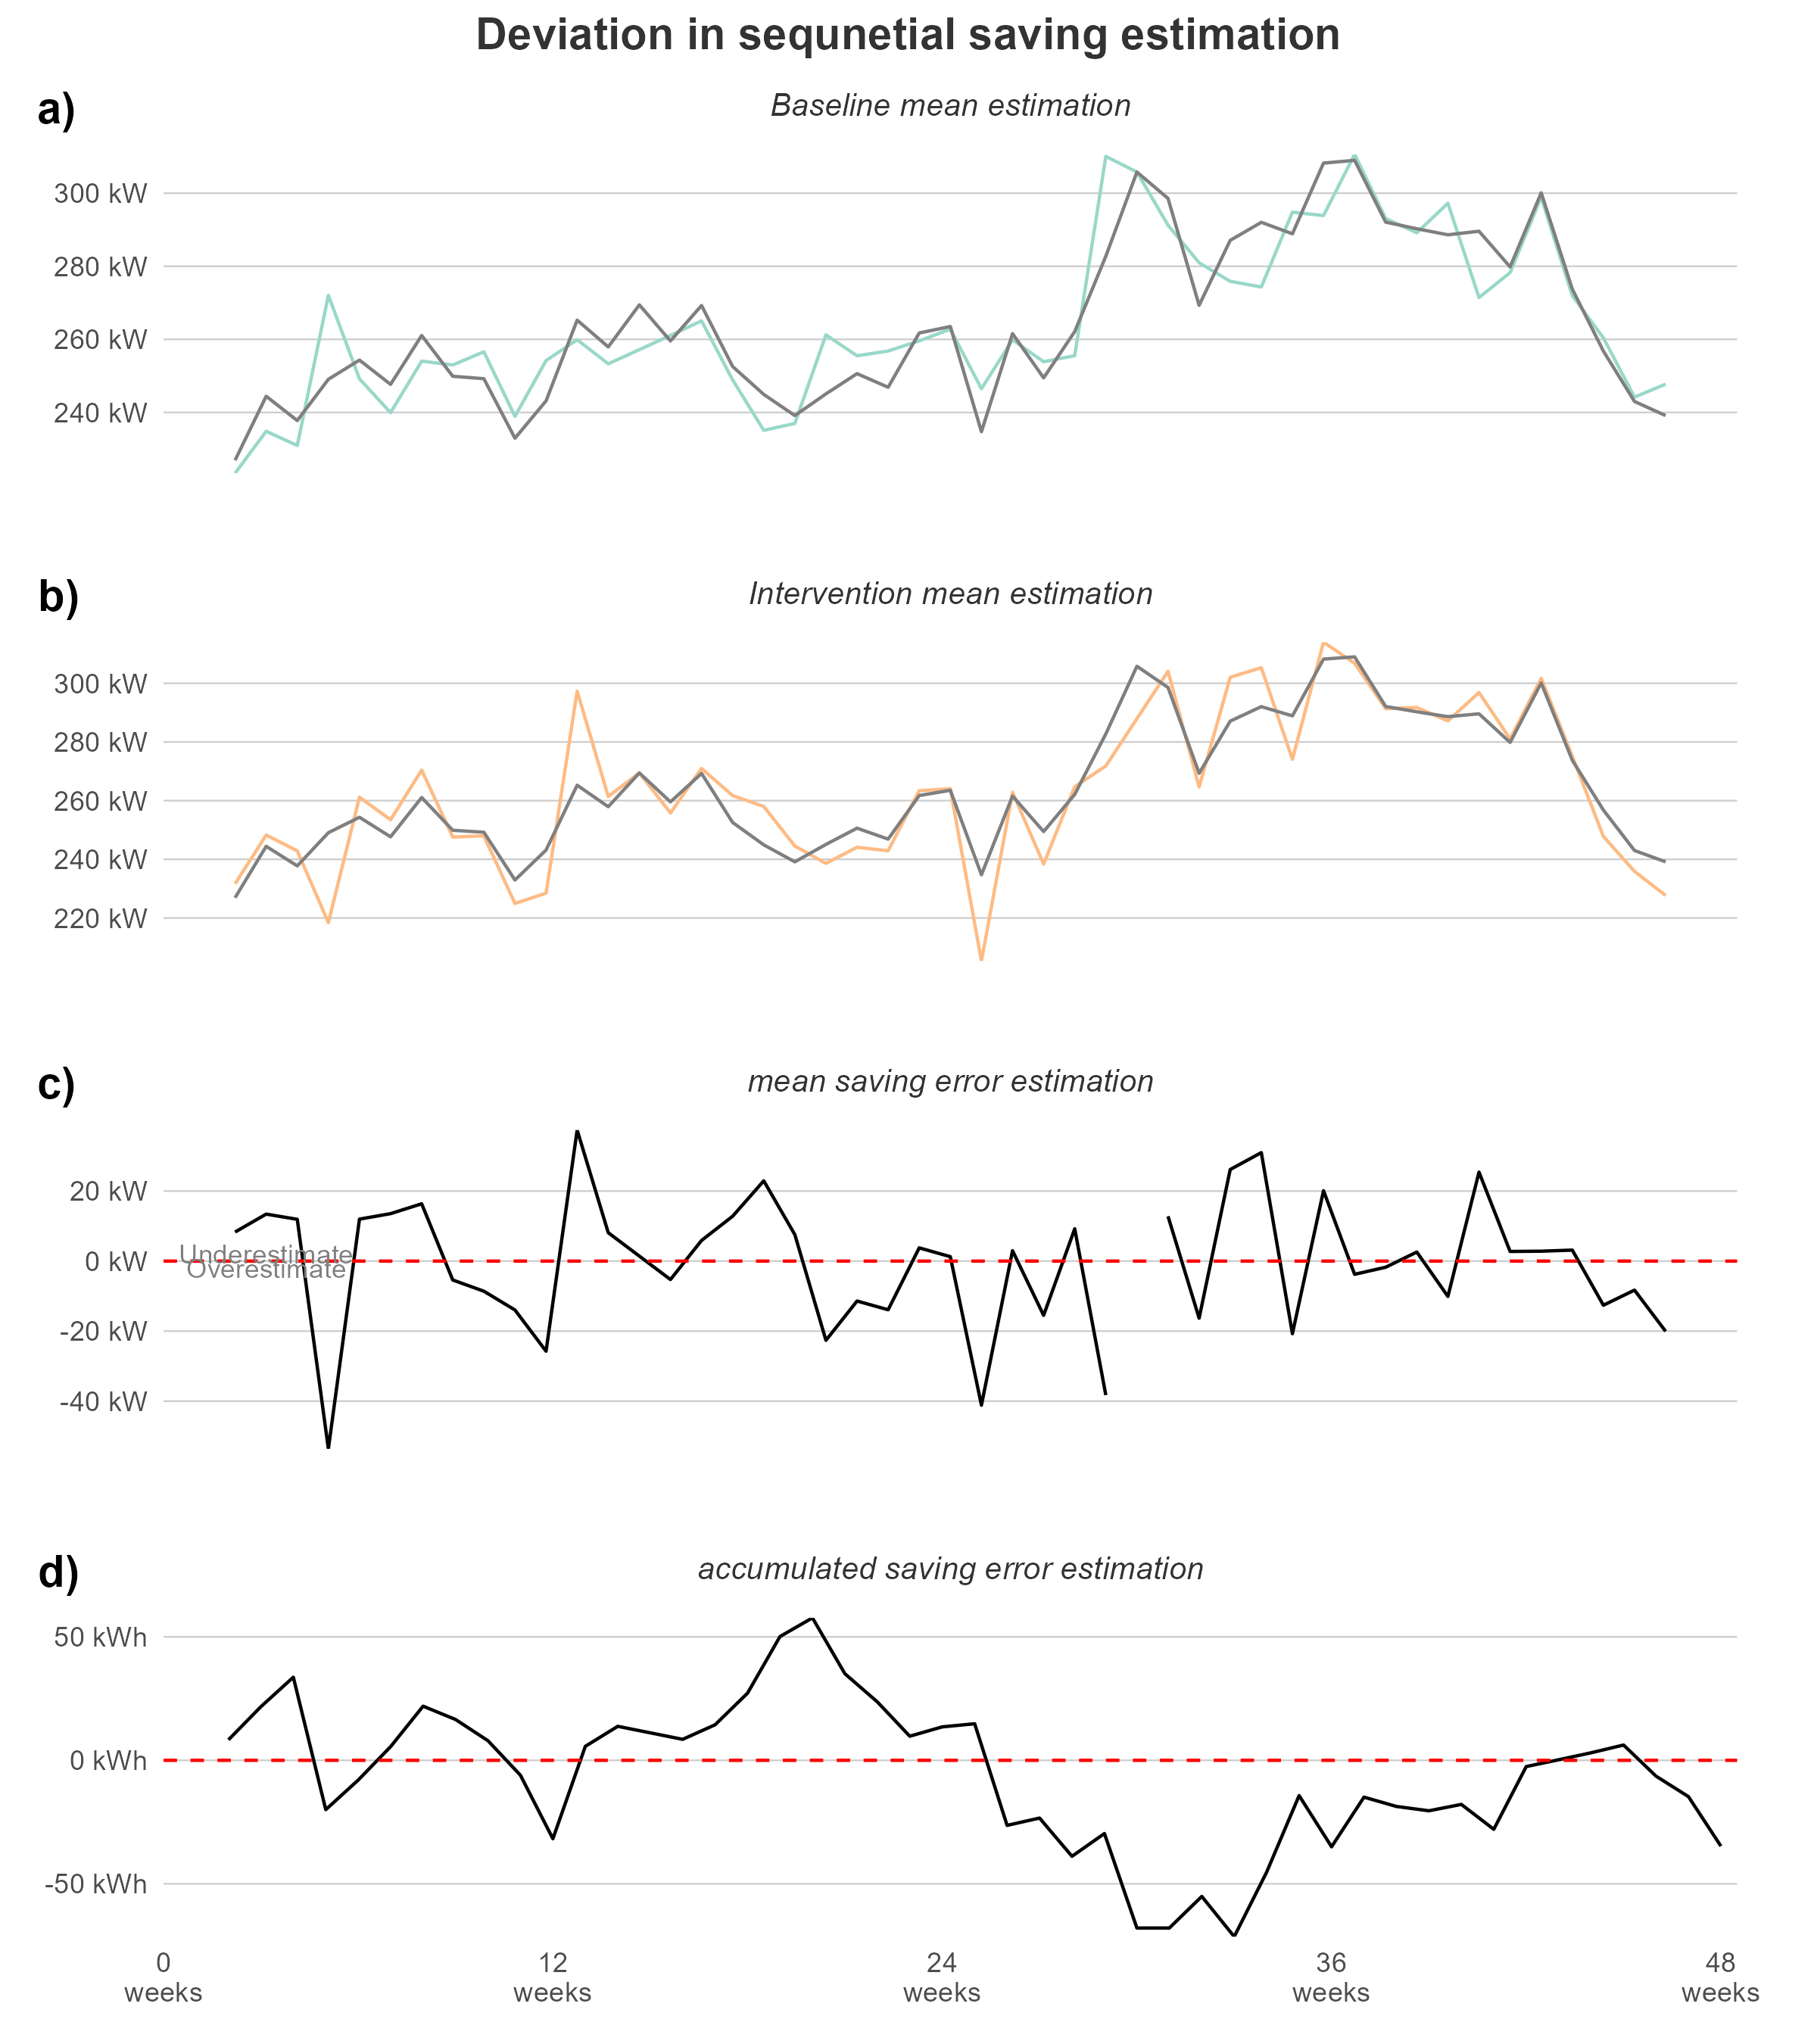 Deviation in sequnetial saving estimation
a)
Baseline mean estimation
300 kW
280 kW
260 kW
240 kW
b)
Intervention mean estimation
300 kW
280 kW
260 kW
240 kW
220 kW
c)
mean saving error estimation
20 kW
Underestimate
0 kW
Overestimate
-20 kW
-40 kW
d)
accumulated saving error estimation
50 kWh
0 kWh
-50 kWh
0 12 24 36 48
weeks weeks weeks weeks weeks